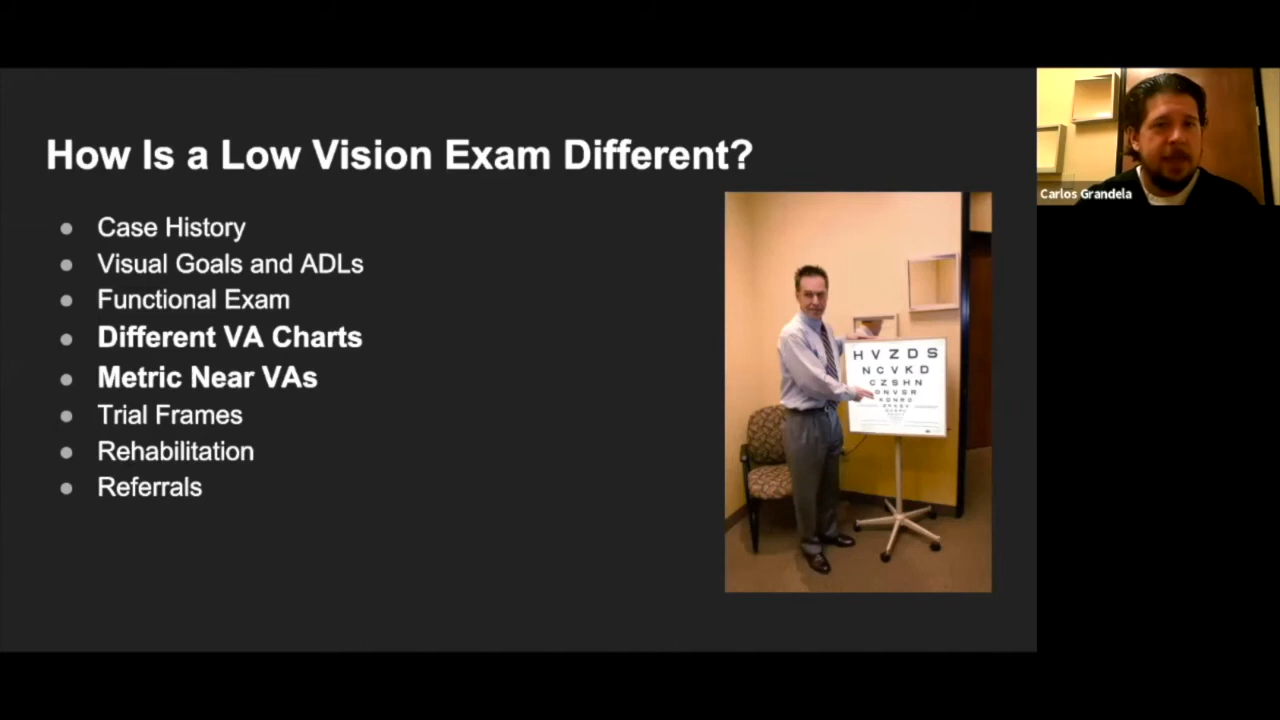 How Is a Low Vision Exam Different?
Case History
Visual Goals and ADLs
Functional Exam
Different VA Charts
Metric Near VAs
Trial Frames
Rehabilitation
Referrals
H V Z D S
N C V K D
C Z S H N
O N V S R
K D N R O
Carlos Grandela